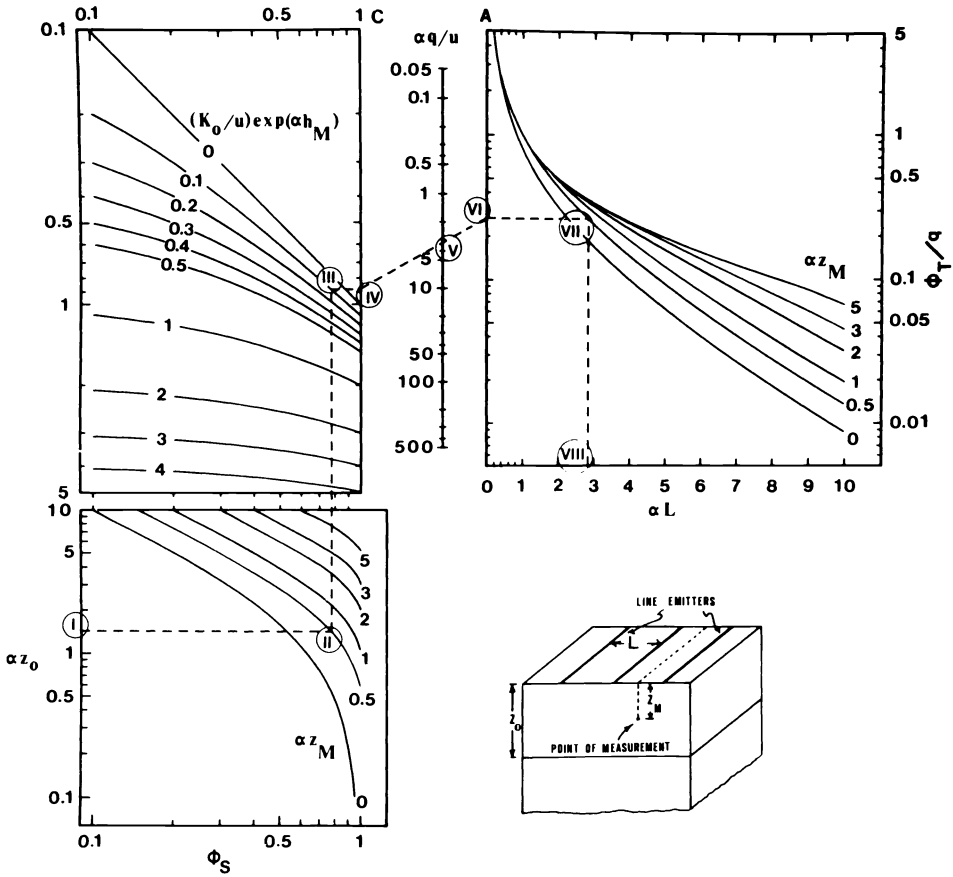 0.1 0.5 1 C
αq/u
A
0.1
0.5
1
5
(K₀/u)exp(αh_M)
0
0.1
0.2
0.3
0.4
0.5
1
2
3
4
III
IV
0.05
0.1
0.5
1
5
10
50
100
500
V
VI
VII
VIII
5
1
0.5
0.1
0.05
0.01
Φ_T/q
αz_M
5
3
2
1
0.5
0
0 1 2 3 4 5 6 7 8 9 10
αL
10
5
1
0.5
0.1
αz₀
I
II
5
3
2
1
0.5
0
αz_M
0.1 0.5 1
Φ_S
LINE EMITTERS
L
z₀
z_M
POINT OF MEASUREMENT